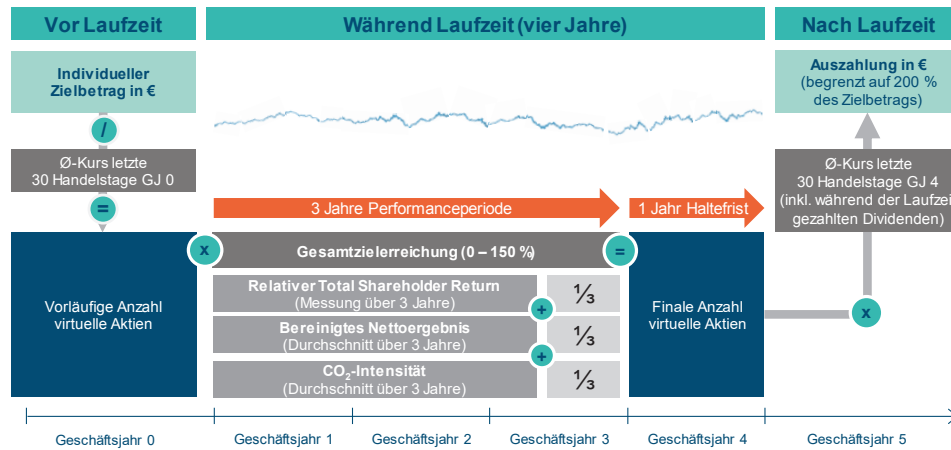 Vor Laufzeit
Während Laufzeit (vier Jahre)
Nach Laufzeit
Individueller
Zielbetrag in €
/
Ø-Kurs letzte
30 Handelstage GJ 0
=
Vorläufige Anzahl
virtuelle Aktien
x
3 Jahre Performanceperiode
1 Jahr Haltefrist
Gesamtzielerreichung (0 – 150 %)
=
Relativer Total Shareholder Return
(Messung über 3 Jahre)
⅓
+
Bereinigtes Nettoergebnis
(Durchschnitt über 3 Jahre)
⅓
+
CO₂-Intensität
(Durchschnitt über 3 Jahre)
⅓
Finale Anzahl
virtuelle Aktien
Auszahlung in €
(begrenzt auf 200 %
des Zielbetrags)
Ø-Kurs letzte
30 Handelstage GJ 4
(inkl. während der Laufzei
gezahlten Dividenden)
x
Geschäftsjahr 0
Geschäftsjahr 1
Geschäftsjahr 2
Geschäftsjahr 3
Geschäftsjahr 4
Geschäftsjahr 5